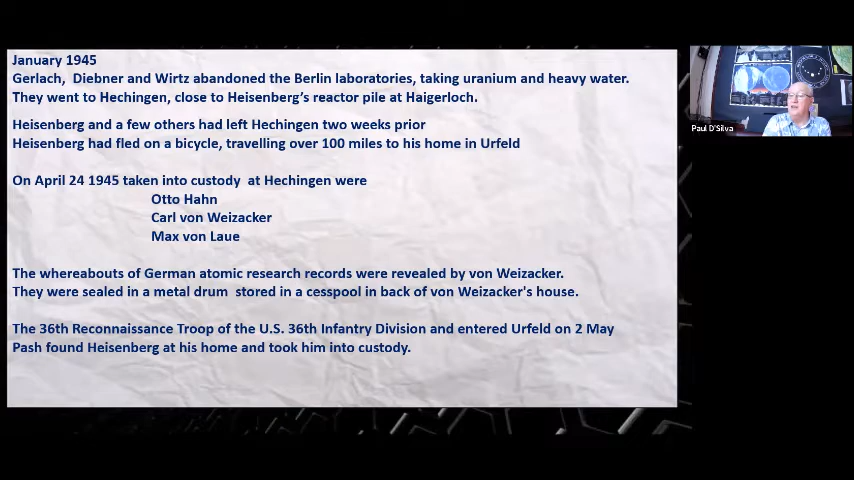 January 1945
Gerlach, Diebner and Wirtz abandoned the Berlin laboratories, taking uranium and heavy water.
They went to Hechingen, close to Heisenberg's reactor pile at Haigerloch.
Heisenberg and a few others had left Hechingen two weeks prior
Heisenberg had fled on a bicycle, travelling over 100 miles to his home in Urfeld
On April 24 1945 taken into custody at Hechingen were
Otto Hahn
Carl von Weizacker
Max von Laue
The whereabouts of German atomic research records were revealed by von Weizacker.
They were sealed in a metal drum stored in a cesspool in back of von Weizacker's house.
The 36th Reconnaissance Troop of the U.S. 36th Infantry Division and entered Urfeld on 2 May
Pash found Heisenberg at his home and took him into custody.
Paul D'Silva